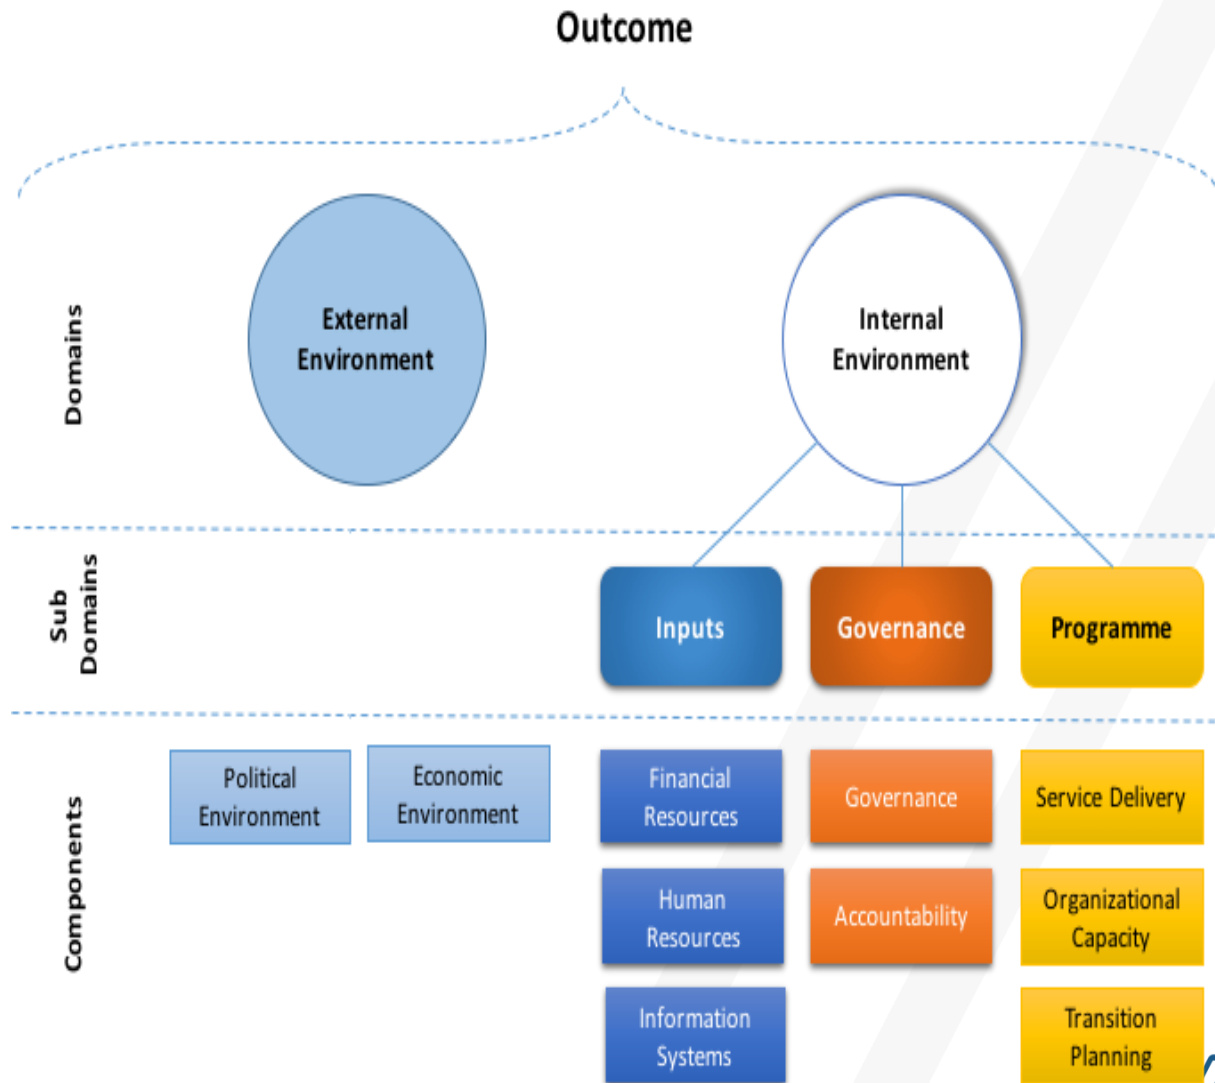 Outcome
Domains
External
Environment
Internal
Environment
Sub
Domains
Inputs
Governance
Programme
Components
Political
Environment
Economic
Environment
Financial
Resources
Governance
Service Delivery
Human
Resources
Accountability
Organizational
Capacity
Information
Systems
Transition
Planning